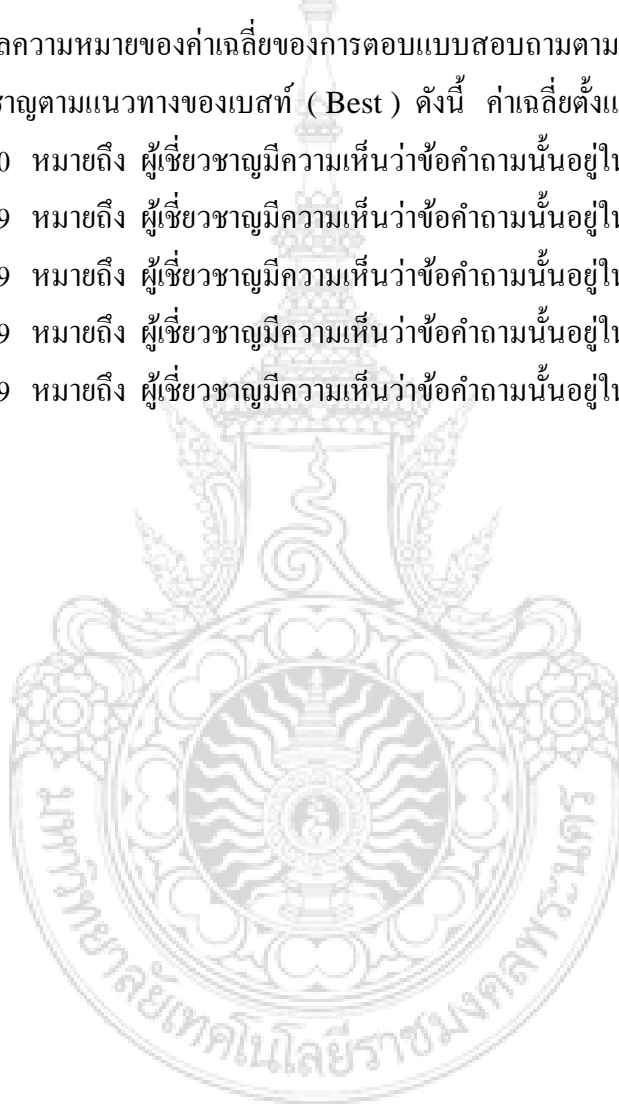 ลความหมายของค่าเฉลี่ยของการตอบแบบสอบถามตาม
ชาญตามแนวทางของเบสท์ ( Best ) ดังนี้ ค่าเฉลี่ยตั้งแ
0 หมายถึง ผู้เชี่ยวชาญมีความเห็นว่าข้อคำถามนั้นอยู่ใน
9 หมายถึง ผู้เชี่ยวชาญมีความเห็นว่าข้อคำถามนั้นอยู่ใน
9 หมายถึง ผู้เชี่ยวชาญมีความเห็นว่าข้อคำถามนั้นอยู่ใน
9 หมายถึง ผู้เชี่ยวชาญมีความเห็นว่าข้อคำถามนั้นอยู่ใน
9 หมายถึง ผู้เชี่ยวชาญมีความเห็นว่าข้อคำถามนั้นอยู่ใน
มหาวิทยาลัยเทคโนโลยีราชมงคลพระนคร